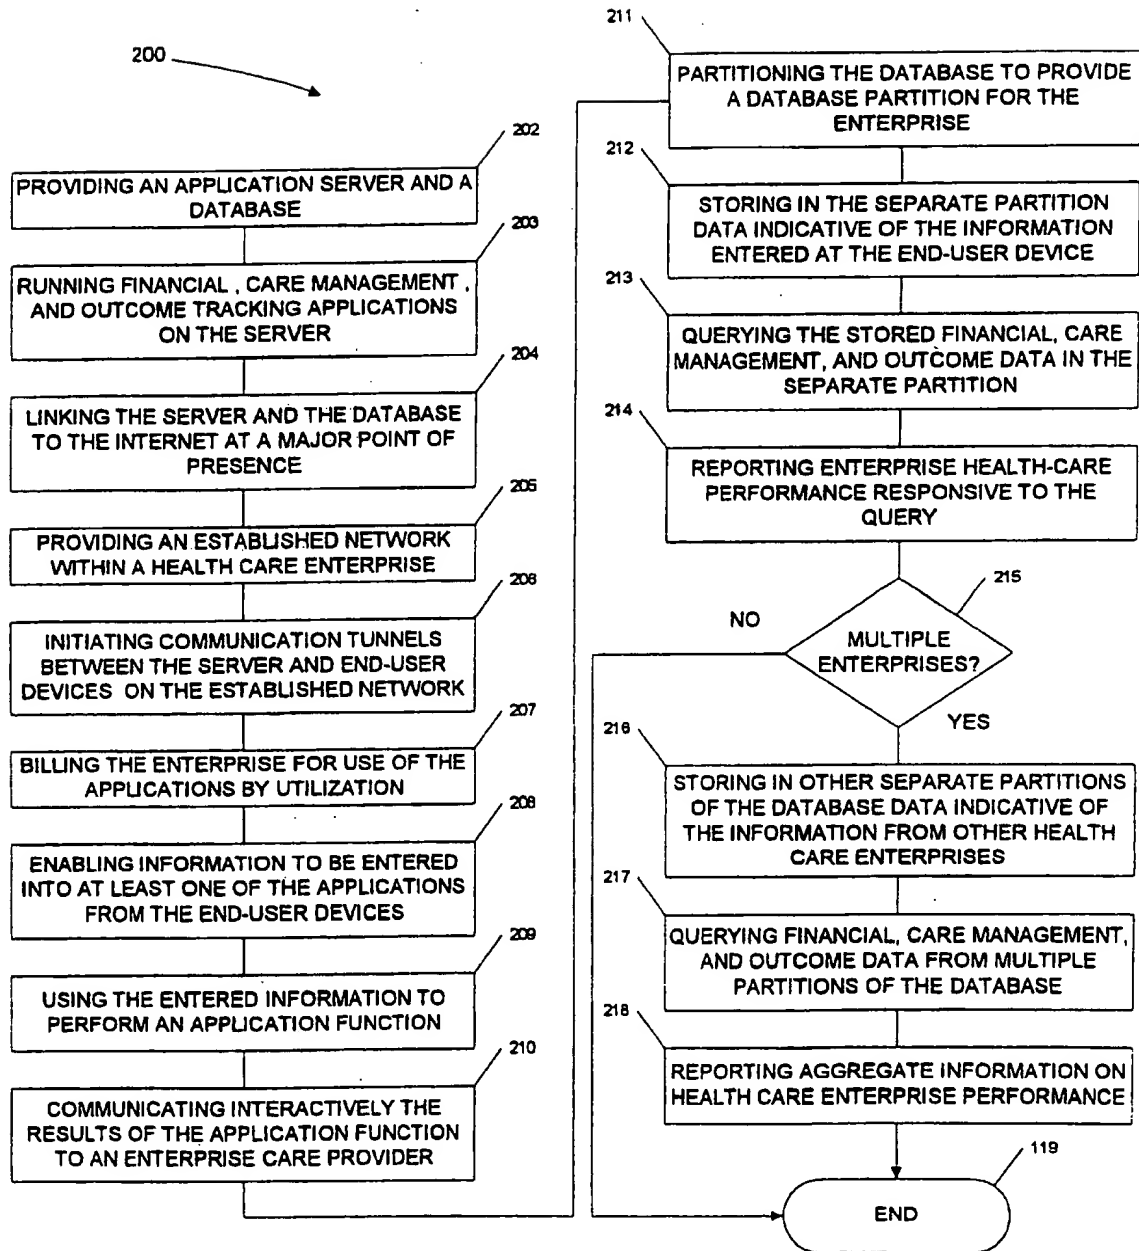 200
202
PROVIDING AN APPLICATION SERVER AND A
DATABASE
203
RUNNING FINANCIAL , CARE MANAGEMENT ,
AND OUTCOME TRACKING APPLICATIONS
ON THE SERVER
204
LINKING THE SERVER AND THE DATABASE
TO THE INTERNET AT A MAJOR POINT OF
PRESENCE
205
PROVIDING AN ESTABLISHED NETWORK
WITHIN A HEALTH CARE ENTERPRISE
206
INITIATING COMMUNICATION TUNNELS
BETWEEN THE SERVER AND END-USER
DEVICES ON THE ESTABLISHED NETWORK
207
BILLING THE ENTERPRISE FOR USE OF THE
APPLICATIONS BY UTILIZATION
208
ENABLING INFORMATION TO BE ENTERED
INTO AT LEAST ONE OF THE APPLICATIONS
FROM THE END-USER DEVICES
209
USING THE ENTERED INFORMATION TO
PERFORM AN APPLICATION FUNCTION
210
COMMUNICATING INTERACTIVELY THE
RESULTS OF THE APPLICATION FUNCTION
TO AN ENTERPRISE CARE PROVIDER
211
PARTITIONING THE DATABASE TO PROVIDE
A DATABASE PARTITION FOR THE
ENTERPRISE
212
STORING IN THE SEPARATE PARTITION
DATA INDICATIVE OF THE INFORMATION
ENTERED AT THE END-USER DEVICE
213
QUERYING THE STORED FINANCIAL, CARE
MANAGEMENT, AND OUTCOME DATA IN THE
SEPARATE PARTITION
214
REPORTING ENTERPRISE HEALTH-CARE
PERFORMANCE RESPONSIVE TO THE
QUERY
215
NO
MULTIPLE
ENTERPRISES?
YES
216
STORING IN OTHER SEPARATE PARTITIONS
OF THE DATABASE DATA INDICATIVE OF
THE INFORMATION FROM OTHER HEALTH
CARE ENTERPRISES
217
QUERYING FINANCIAL, CARE MANAGEMENT,
AND OUTCOME DATA FROM MULTIPLE
PARTITIONS OF THE DATABASE
218
REPORTING AGGREGATE INFORMATION ON
HEALTH CARE ENTERPRISE PERFORMANCE
119
END